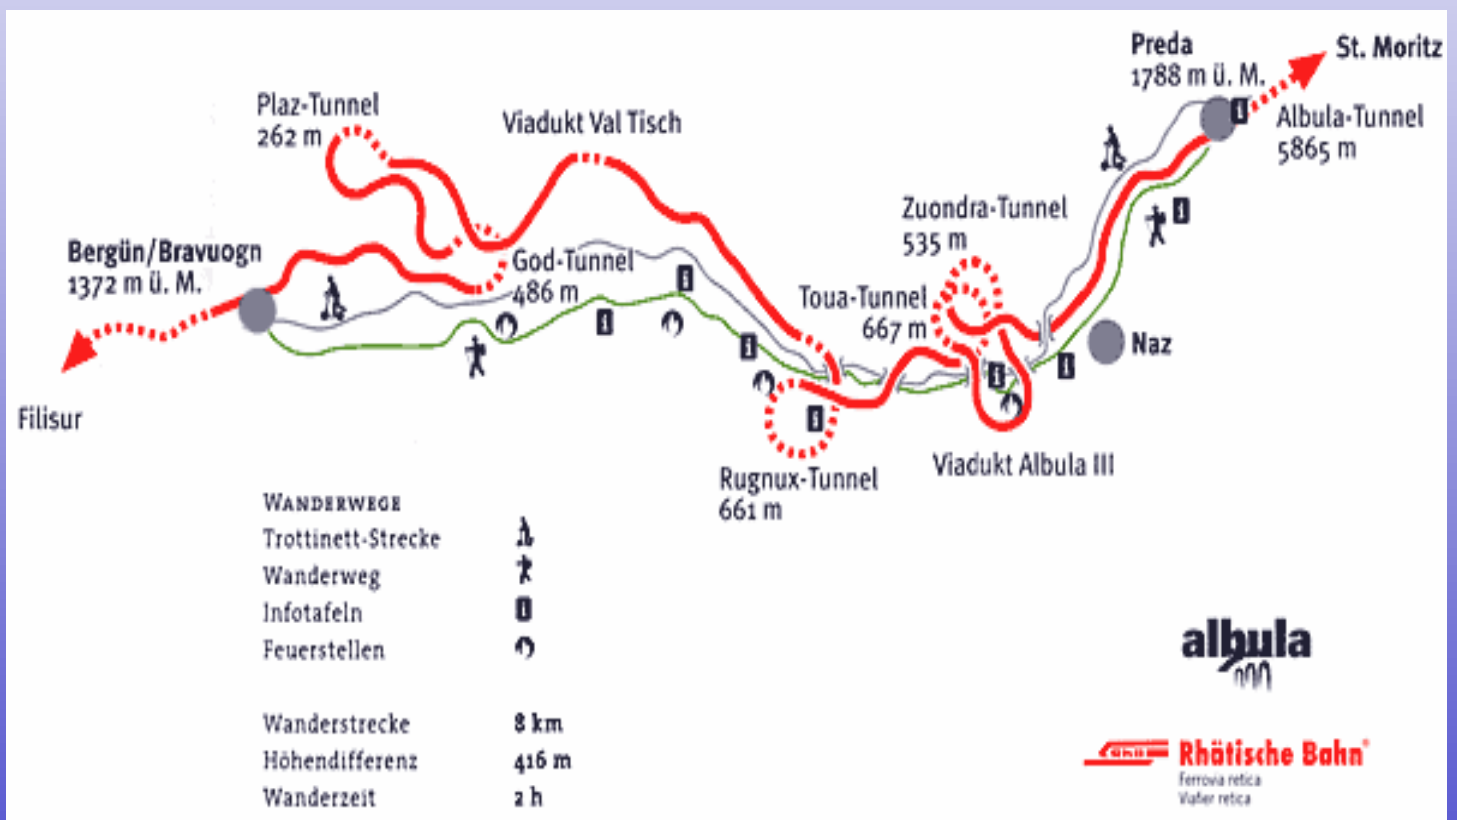 Preda
1788 m ü. M.
St. Moritz
Albula-Tunnel
5865 m
Plaz-Tunnel
262 m
Viadukt Val Tisch
Zuondra-Tunnel
535 m
Bergün/Bravuogn
1372 m ü. M.
God-Tunnel
486 m
Toua-Tunnel
667 m
Naz
Filisur
Viadukt Albula III
Rugnux-Tunnel
661 m
WANDERWEGE
Trottinett-Strecke
Wanderweg
Infotafeln
Feuerstellen
Wanderstrecke 8 km
Höhendifferenz 416 m
Wanderzeit 2 h
albula
Rhätische Bahn
Ferrovia retica
Viafier retica